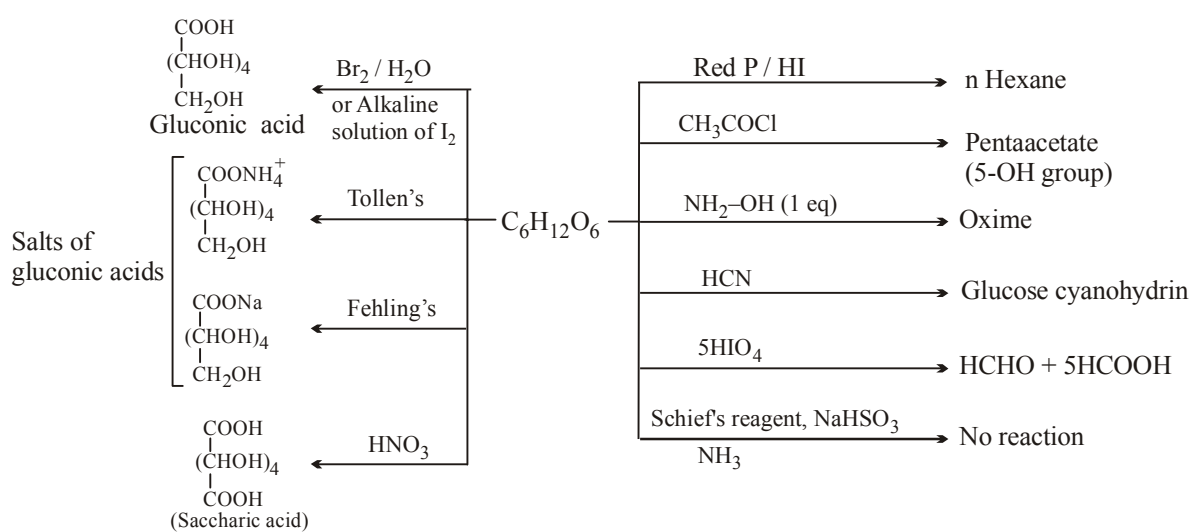 COOH
(CHOH)4
CH2OH
Gluconic acid
Br2 / H2O
or Alkaline
solution of I2
Salts of
gluconic acids
COONH4+
(CHOH)4
CH2OH
Tollen's
COONa
(CHOH)4
CH2OH
Fehling's
COOH
(CHOH)4
COOH
(Saccharic acid)
HNO3
C6H12O6
Red P / HI
n Hexane
CH3COCl
Pentaacetate
(5-OH group)
NH2–OH (1 eq)
Oxime
HCN
Glucose cyanohydrin
5HIO4
HCHO + 5HCOOH
Schief's reagent, NaHSO3
NH3
No reaction